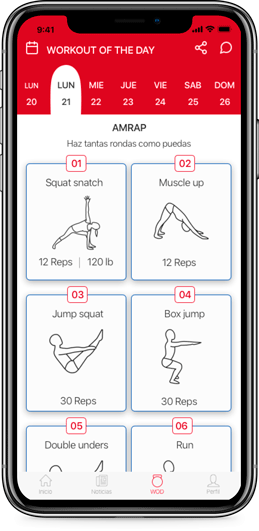 9:41
WORKOUT OF THE DAY
LUN LUN MIE JUE VIE SAB DOM
20 21 22 23 24 25 26
AMRAP
Haz tantas rondas como puedas
01 02
Squat snatch Muscle up
12 Reps | 120 lb 12 Reps
03 04
Jump squat Box jump
30 Reps 30 Reps
05 06
Double unders Run
Inicio Noticias WOD Perfil